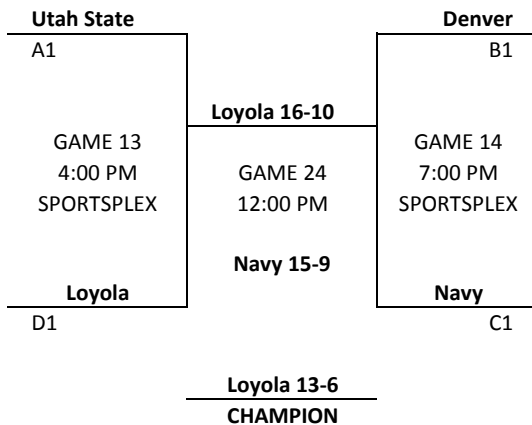 Utah State
Denver
A1
B1
Loyola 16-10
GAME 13
GAME 14
4:00 PM
GAME 24
7:00 PM
SPORTSPLEX
12:00 PM
SPORTSPLEX
Navy 15-9
Loyola
Navy
D1
C1
Loyola 13-6
CHAMPION